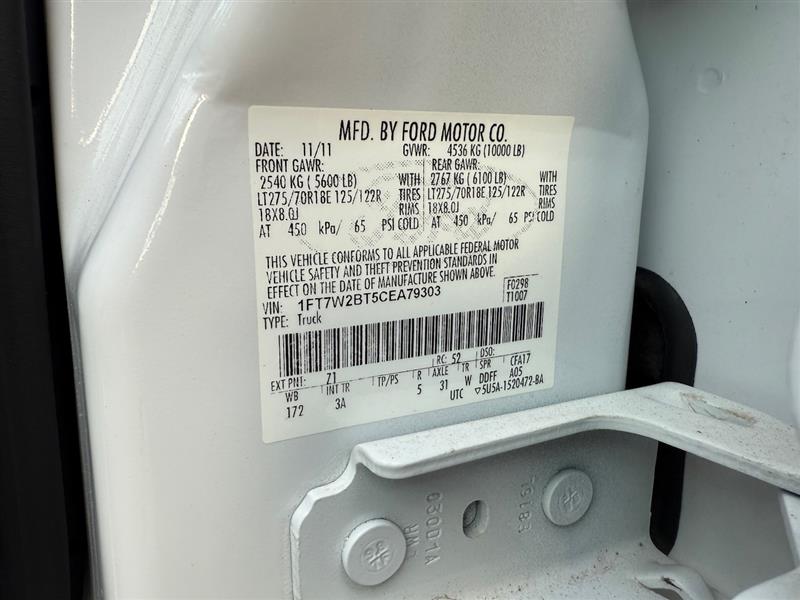 MFD. BY FORD MOTOR CO.
DATE: 11/11 GVWR: 4536 KG (10000 LB)
FRONT GAWR: REAR GAWR:
2540 KG ( 5600 LB) WITH 2767 KG ( 6100 LB) WITH
LT275/70R18E 125/122R TIRES LT275/70R18E 125/122R TIRES
18X8.0J RIMS 18X8.0J RIMS
AT 450 kPa/ 65 PSI COLD AT 450 kPa/ 65 PSI COLD
THIS VEHICLE CONFORMS TO ALL APPLICABLE FEDERAL MOTOR
VEHICLE SAFETY AND THEFT PREVENTION STANDARDS IN
EFFECT ON THE DATE OF MANUFACTURE SHOWN ABOVE.
VIN: 1FT7W2BT5CEA79303 F0298
TYPE: Truck T1007
EXT PNT: Z1 RC: 52 DSO:
WB INT TR TP/PS R AXLE TR SPR CFA17
172 3A 5 31 W DDFF A05
UTC ▽5U5A-1520472-BA